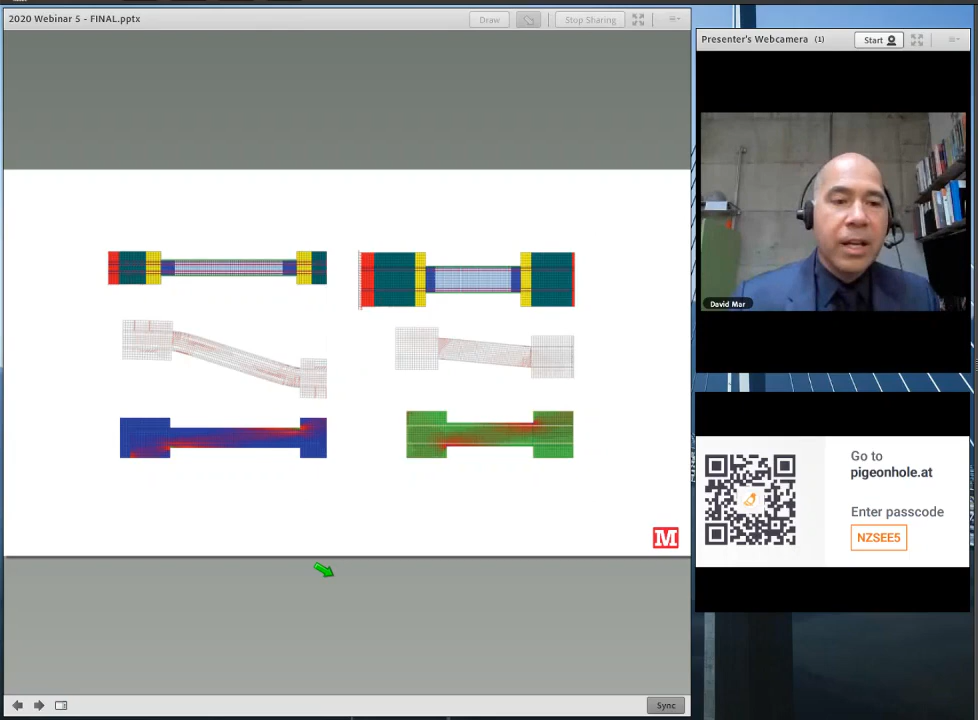 2020 Webinar 5 - FINAL.pptx
Draw
Stop Sharing
Presenter's Webcamera (1)
Start
David Mar
M
Go to
pigeonhole.at
Enter passcode
NZSEE5
Sync